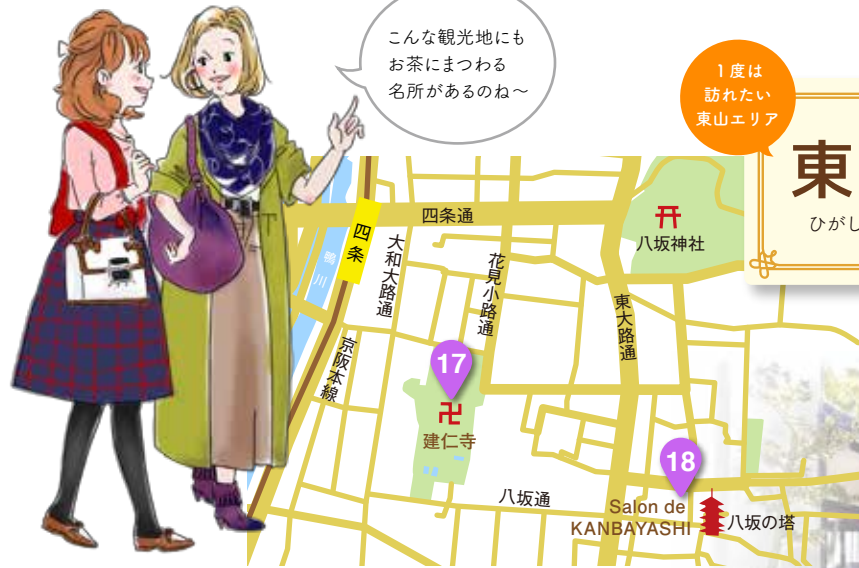 こんな観光地にも
お茶にまつわる
名所があるのね〜
1度は
訪れたい
東山エリア
東
ひがし
四条通
四条
鴨川
大和大路通
花見小路通
八坂神社
東大路通
京阪本線
17
建仁寺
18
八坂通
Salon de
KANBAYASHI
八坂の塔